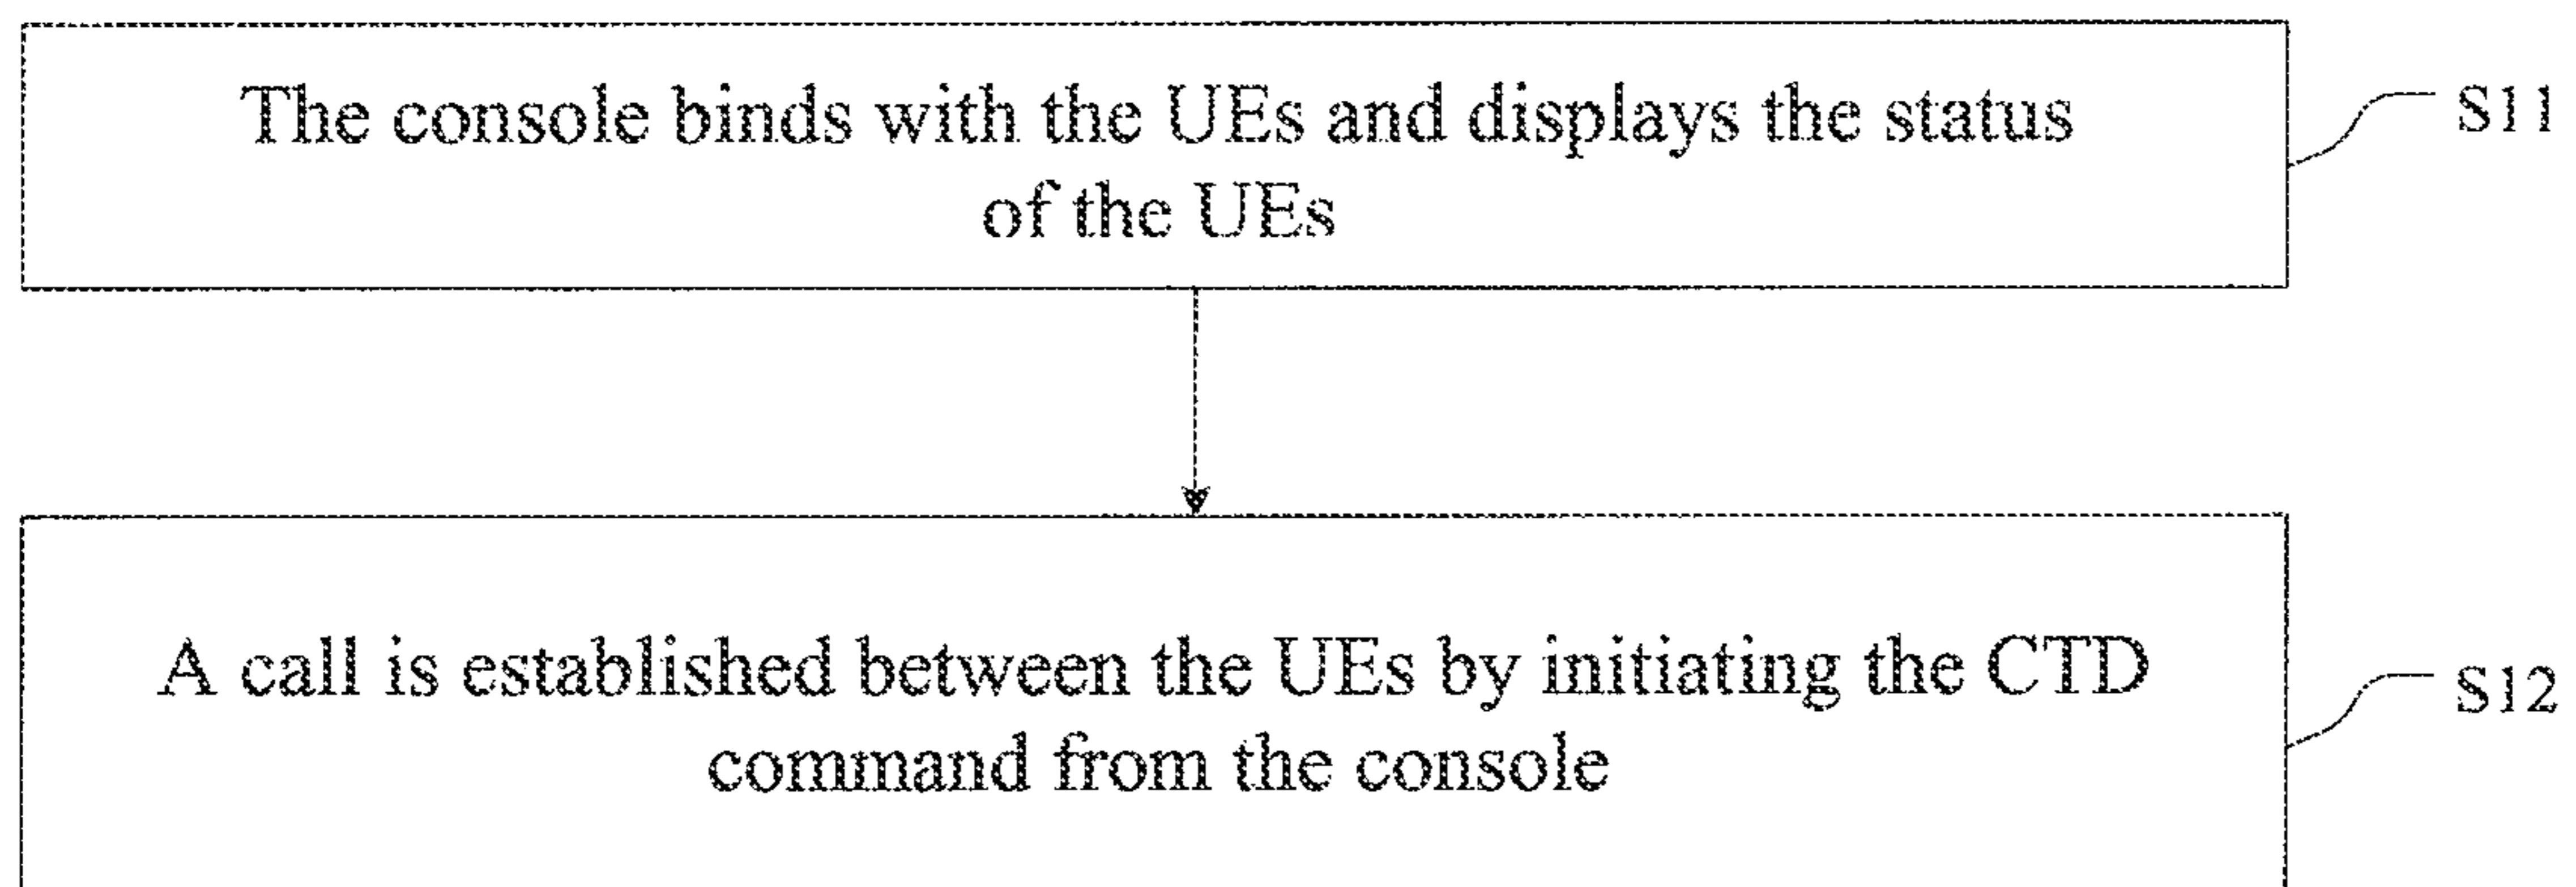 The console binds with the UEs and displays the status
of the UEs
S11
A call is established between the UEs by initiating the CTD
command from the console
S12